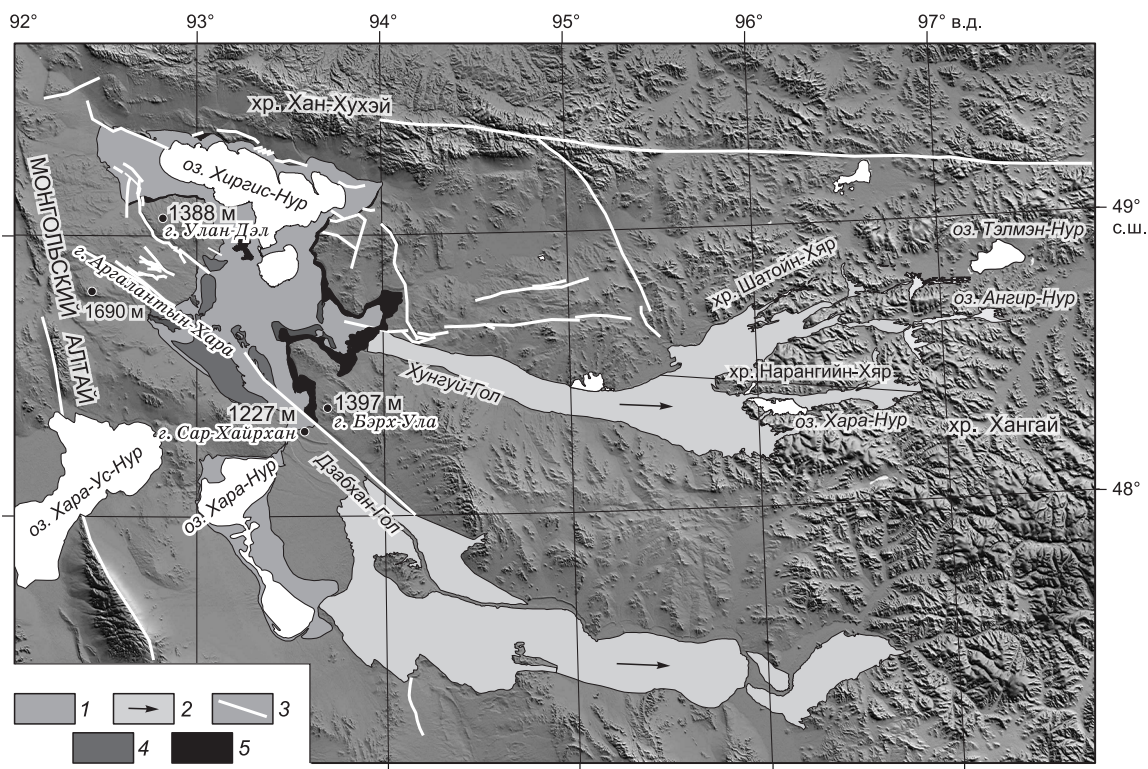 92°
93°
94°
95°
96°
97° в.д.
хр. Хан-Хухэй
МОНГОЛЬСКИЙ АЛТАЙ
оз. Хиргис-Нур
1388 м
г. Улан-Дэл
49°
с.ш.
оз. Тэлмэн-Нур
г. Аргалантын-Хара
1690 м
хр. Шатойн-Хяр
оз. Ангир-Нур
Хунгуй-Гол
хр. Нарангийн-Хяр
1227 м
г. Сар-Хайрхан
1397 м
г. Бэрх-Ула
оз. Хара-Нур
хр. Хангай
оз. Хара-Ус-Нур
оз. Хара-Нур
Дзабхан-Гол
48°
1
2
3
4
5